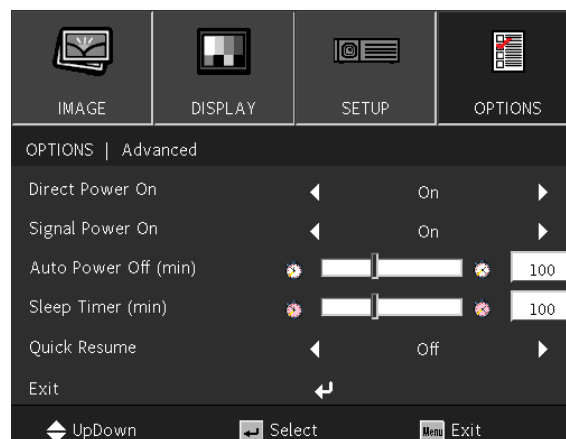 IMAGE DISPLAY SETUP OPTIONS
OPTIONS | Advanced
Direct Power On On
Signal Power On On
Auto Power Off (min) 100
Sleep Timer (min) 100
Quick Resume Off
Exit
UpDown Select Menu Exit